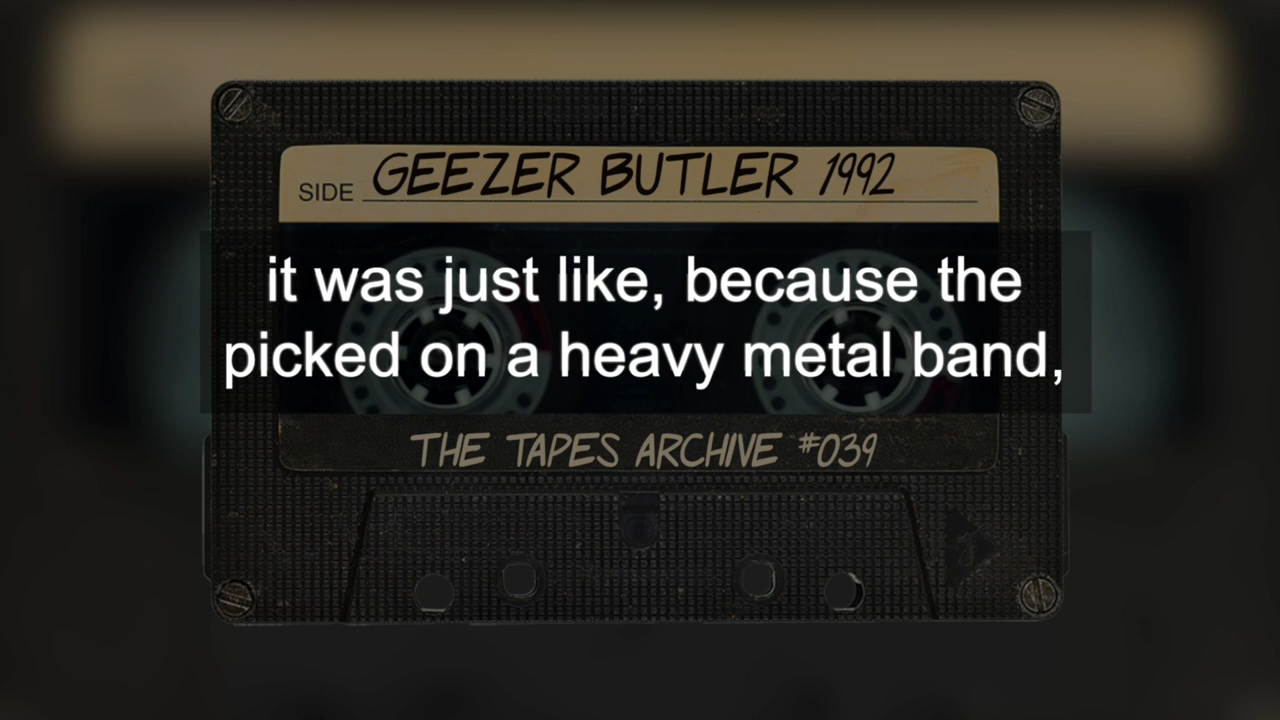 GEEZER BUTLER 1992
SIDE
it was just like, because the
picked on a heavy metal band,
THE TAPES ARCHIVE #039